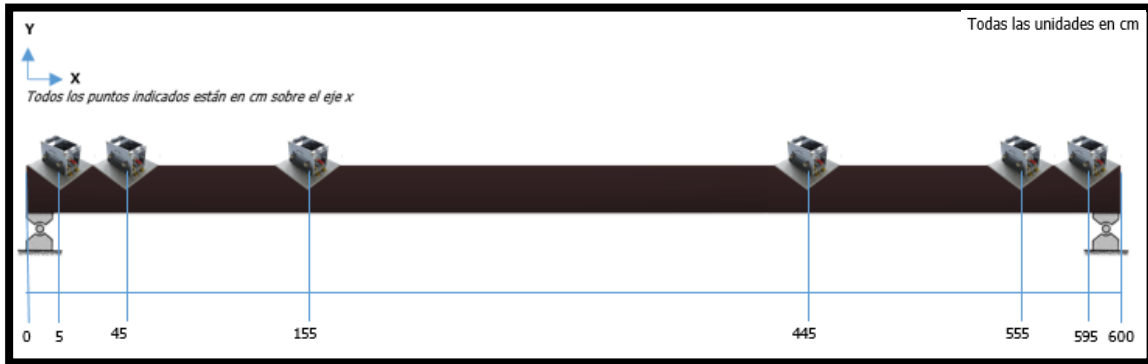 Todas las unidades en cm
Y
X
Todos los puntos indicados están en cm sobre el eje x
0 5 45 155 445 555 595 600